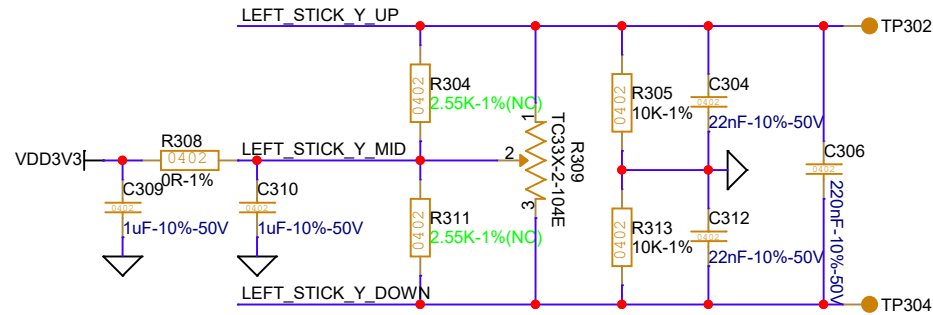 LEFT_STICK_Y_UP
TP302
R304
0402
2.55K-1%(NC)
1
R309
TC33X-2-104E
2
3
R305
0402
10K-1%
C304
0402
22nF-10%-50V
R308
0402
0R-1%
VDD3V3
LEFT_STICK_Y_MID
C306
0402
220nF-10%-50V
C309
0402
1uF-10%-50V
C310
0402
1uF-10%-50V
R311
0402
2.55K-1%(NC)
R313
0402
10K-1%
C312
0402
22nF-10%-50V
LEFT_STICK_Y_DOWN
TP304